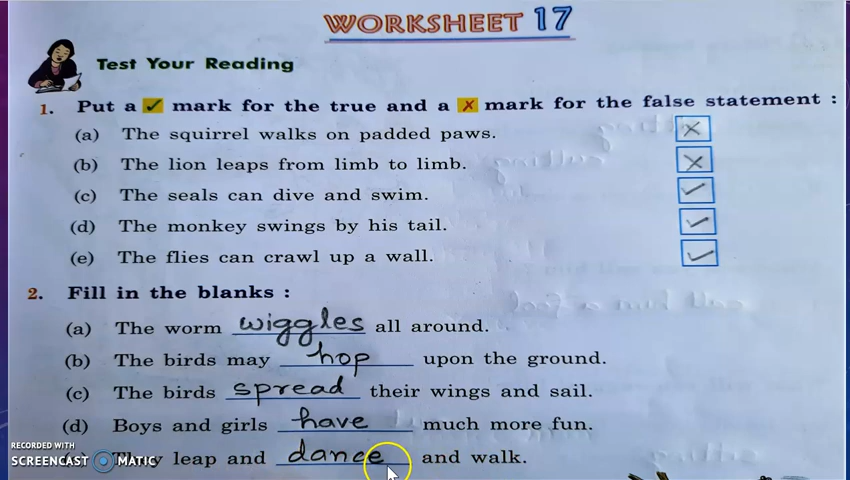 WORKSHEET 17
Test Your Reading
1. Put a ✓ mark for the true and a ✗ mark for the false statement :
(a) The squirrel walks on padded paws. ✗
(b) The lion leaps from limb to limb. ✗
(c) The seals can dive and swim. ✓
(d) The monkey swings by his tail. ✓
(e) The flies can crawl up a wall. ✓
2. Fill in the blanks :
(a) The worm wiggles all around.
(b) The birds may hop upon the ground.
(c) The birds spread their wings and sail.
(d) Boys and girls have much more fun.
RECORDED WITH
leap and dance and walk.
SCREENCAST MATIC